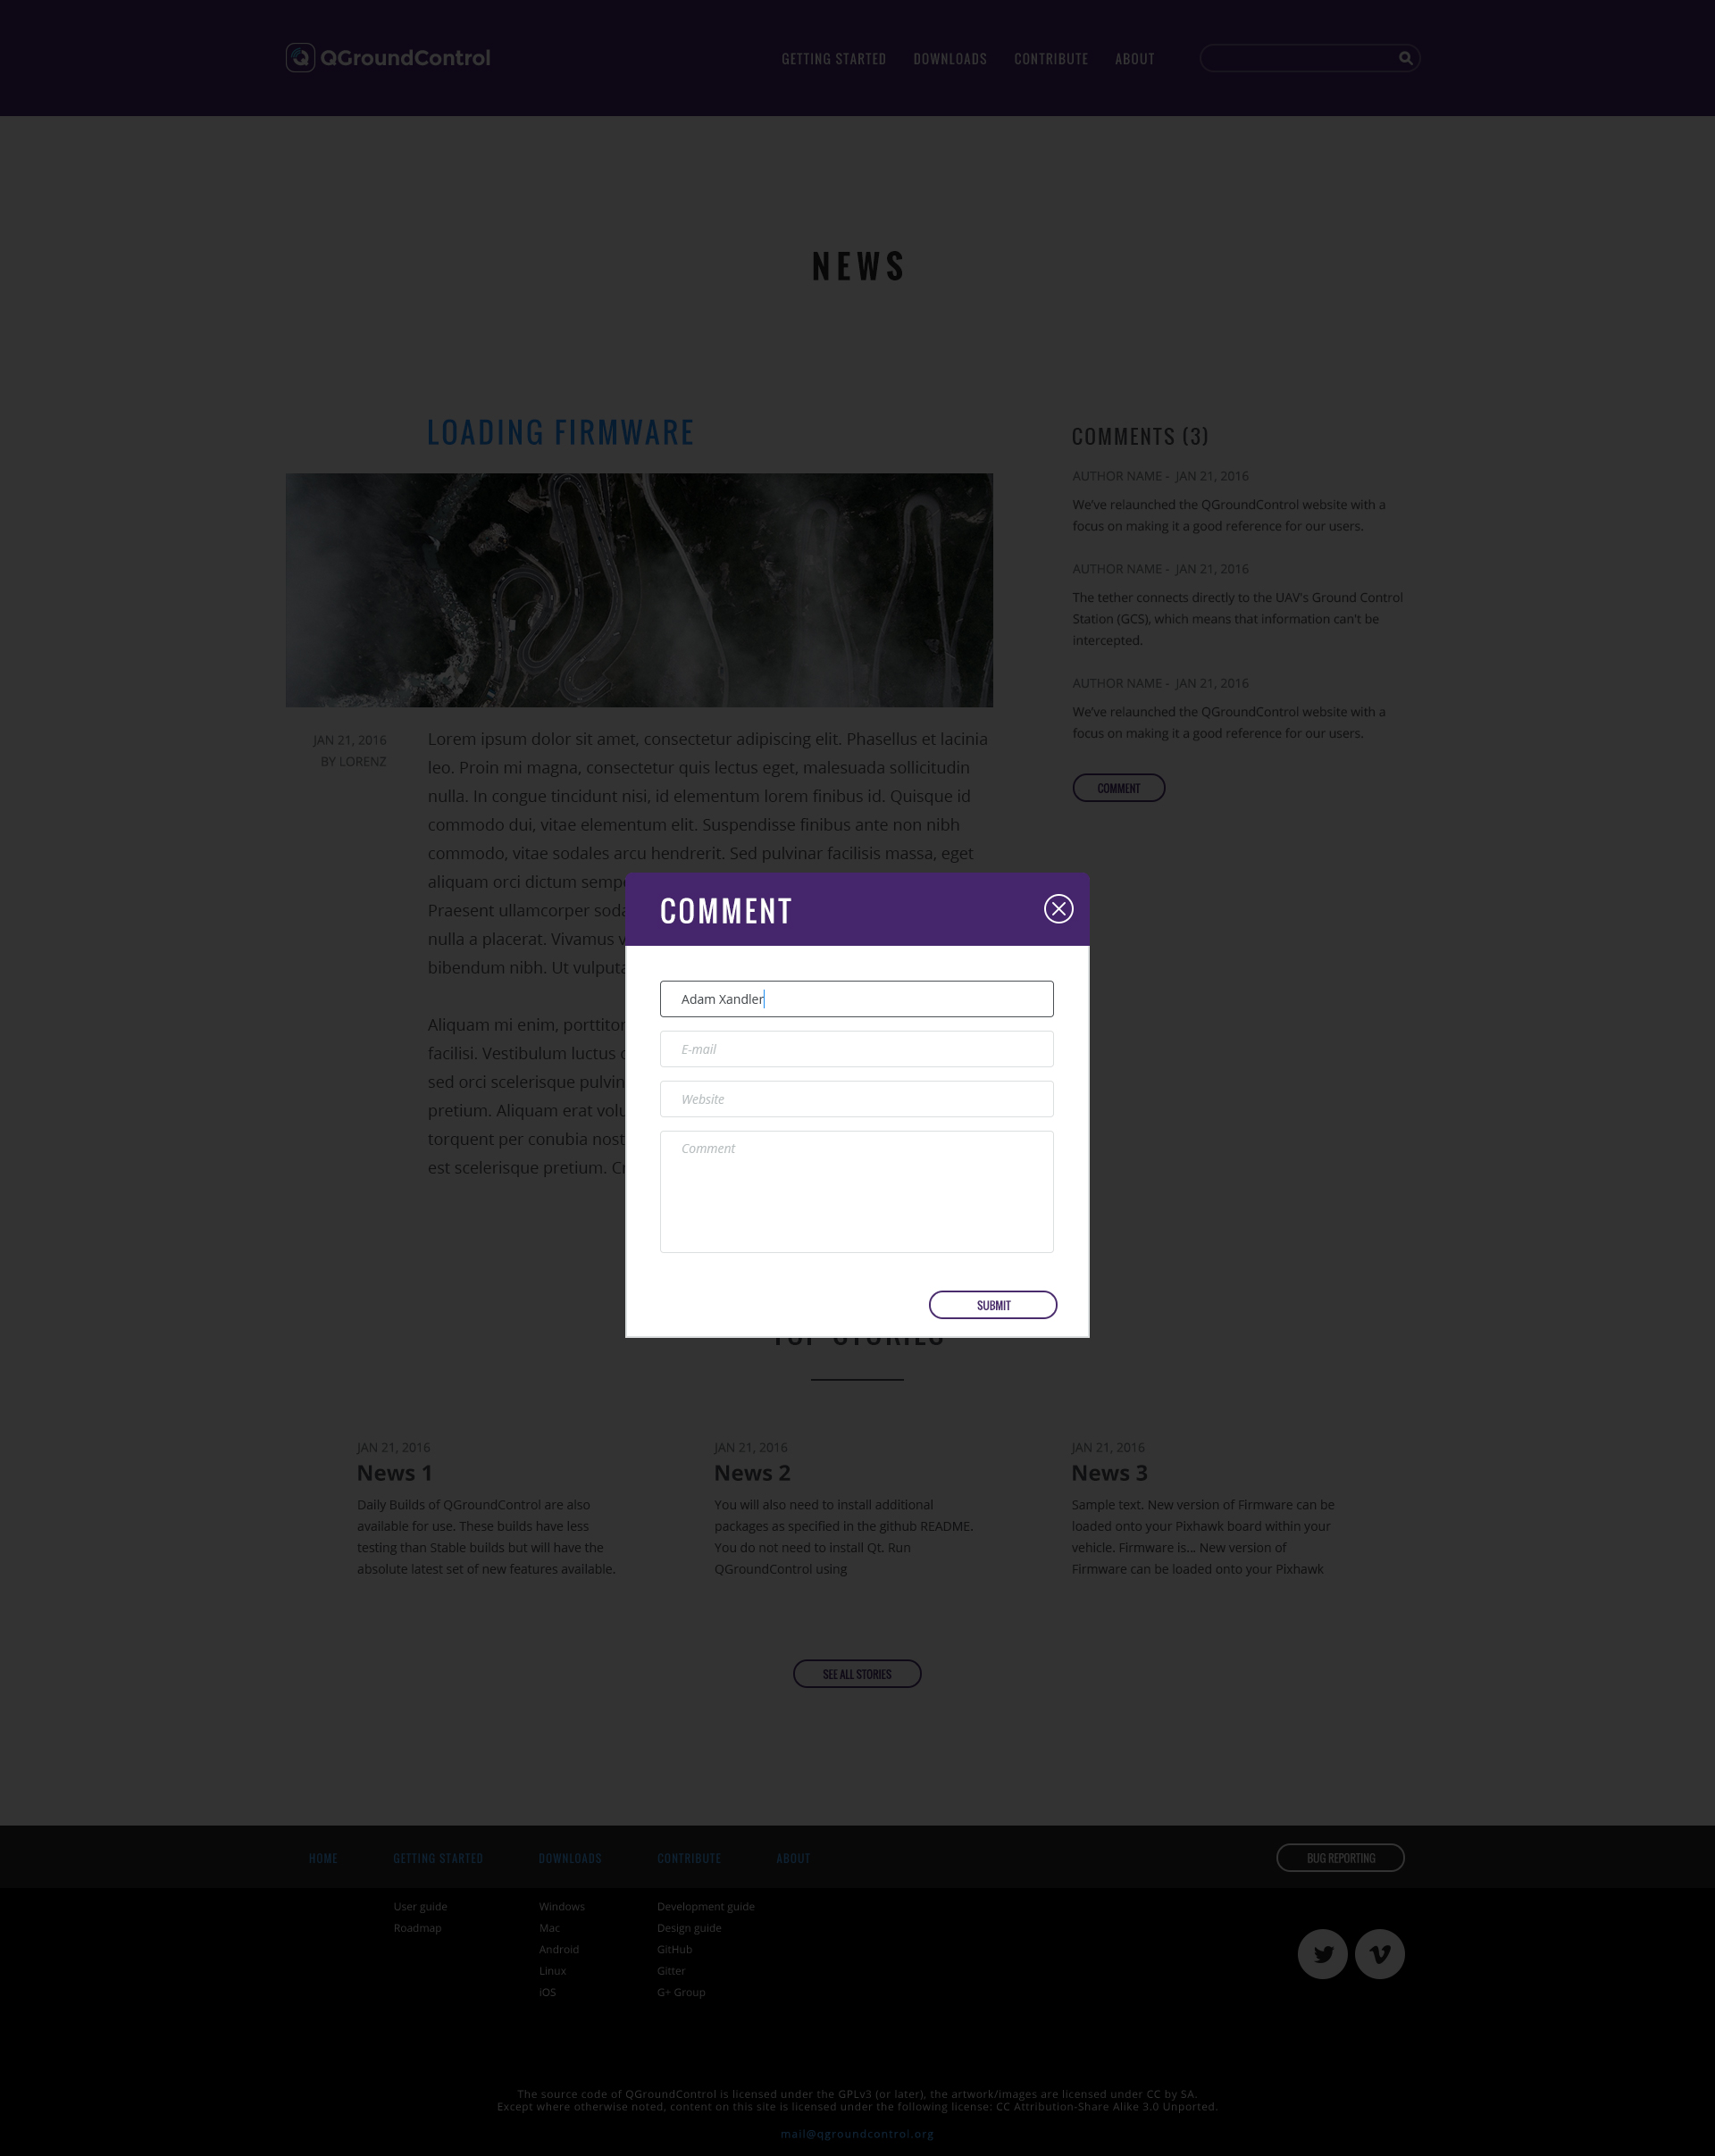 QGroundControl
GETTING STARTED DOWNLOADS CONTRIBUTE ABOUT
NEWS
LOADING FIRMWARE
JAN 21, 2016
BY LORENZ
Lorem ipsum dolor sit amet, consectetur adipiscing elit. Phasellus et lacinia
leo. Proin mi magna, consectetur quis lectus eget, malesuada sollicitudin
nulla. In congue tincidunt nisi, id elementum lorem finibus id. Quisque id
commodo dui, vitae elementum elit. Suspendisse finibus ante non nibh
commodo, vitae sodales arcu hendrerit. Sed pulvinar facilisis massa, eget
aliquam orci dictum
Praesent ullamcorper
nulla a placerat. Vivamus
bibendum nibh. Ut
Aliquam mi enim,
facilisi. Vestibulum luctus
sed orci scelerisque
pretium. Aliquam erat
torquent per conubia
est scelerisque pretium.
COMMENTS (3)
AUTHOR NAME - JAN 21, 2016
We've relaunched the QGroundControl website with a
focus on making it a good reference for our users.
AUTHOR NAME - JAN 21, 2016
The tether connects directly to the UAV's Ground Control
Station (GCS), which means that information can't be
intercepted.
AUTHOR NAME - JAN 21, 2016
We've relaunched the QGroundControl website with a
focus on making it a good reference for our users.
COMMENT
COMMENT
Adam Xandler
E-mail
Website
Comment
SUBMIT
TOP STORIES
JAN 21, 2016
News 1
Daily Builds of QGroundControl are also
available for use. These builds have less
testing than Stable builds but will have the
absolute latest set of new features available.
JAN 21, 2016
News 2
You will also need to install additional
packages as specified in the github README.
You do not need to install Qt. Run
QGroundControl using
JAN 21, 2016
News 3
Sample text. New version of Firmware can be
loaded onto your Pixhawk board within your
vehicle. Firmware is... New version of
Firmware can be loaded onto your Pixhawk
SEE ALL STORIES
HOME GETTING STARTED DOWNLOADS CONTRIBUTE ABOUT
BUG REPORTING
User guide
Roadmap
Windows
Mac
Android
Linux
iOS
Development guide
Design guide
GitHub
Gitter
G+ Group
The source code of QGroundControl is licensed under the GPLv3 (or later), the artwork/images are licensed under CC by SA.
Except where otherwise noted, content on this site is licensed under the following license: CC Attribution-Share Alike 3.0 Unported.
mail@qgroundcontrol.org